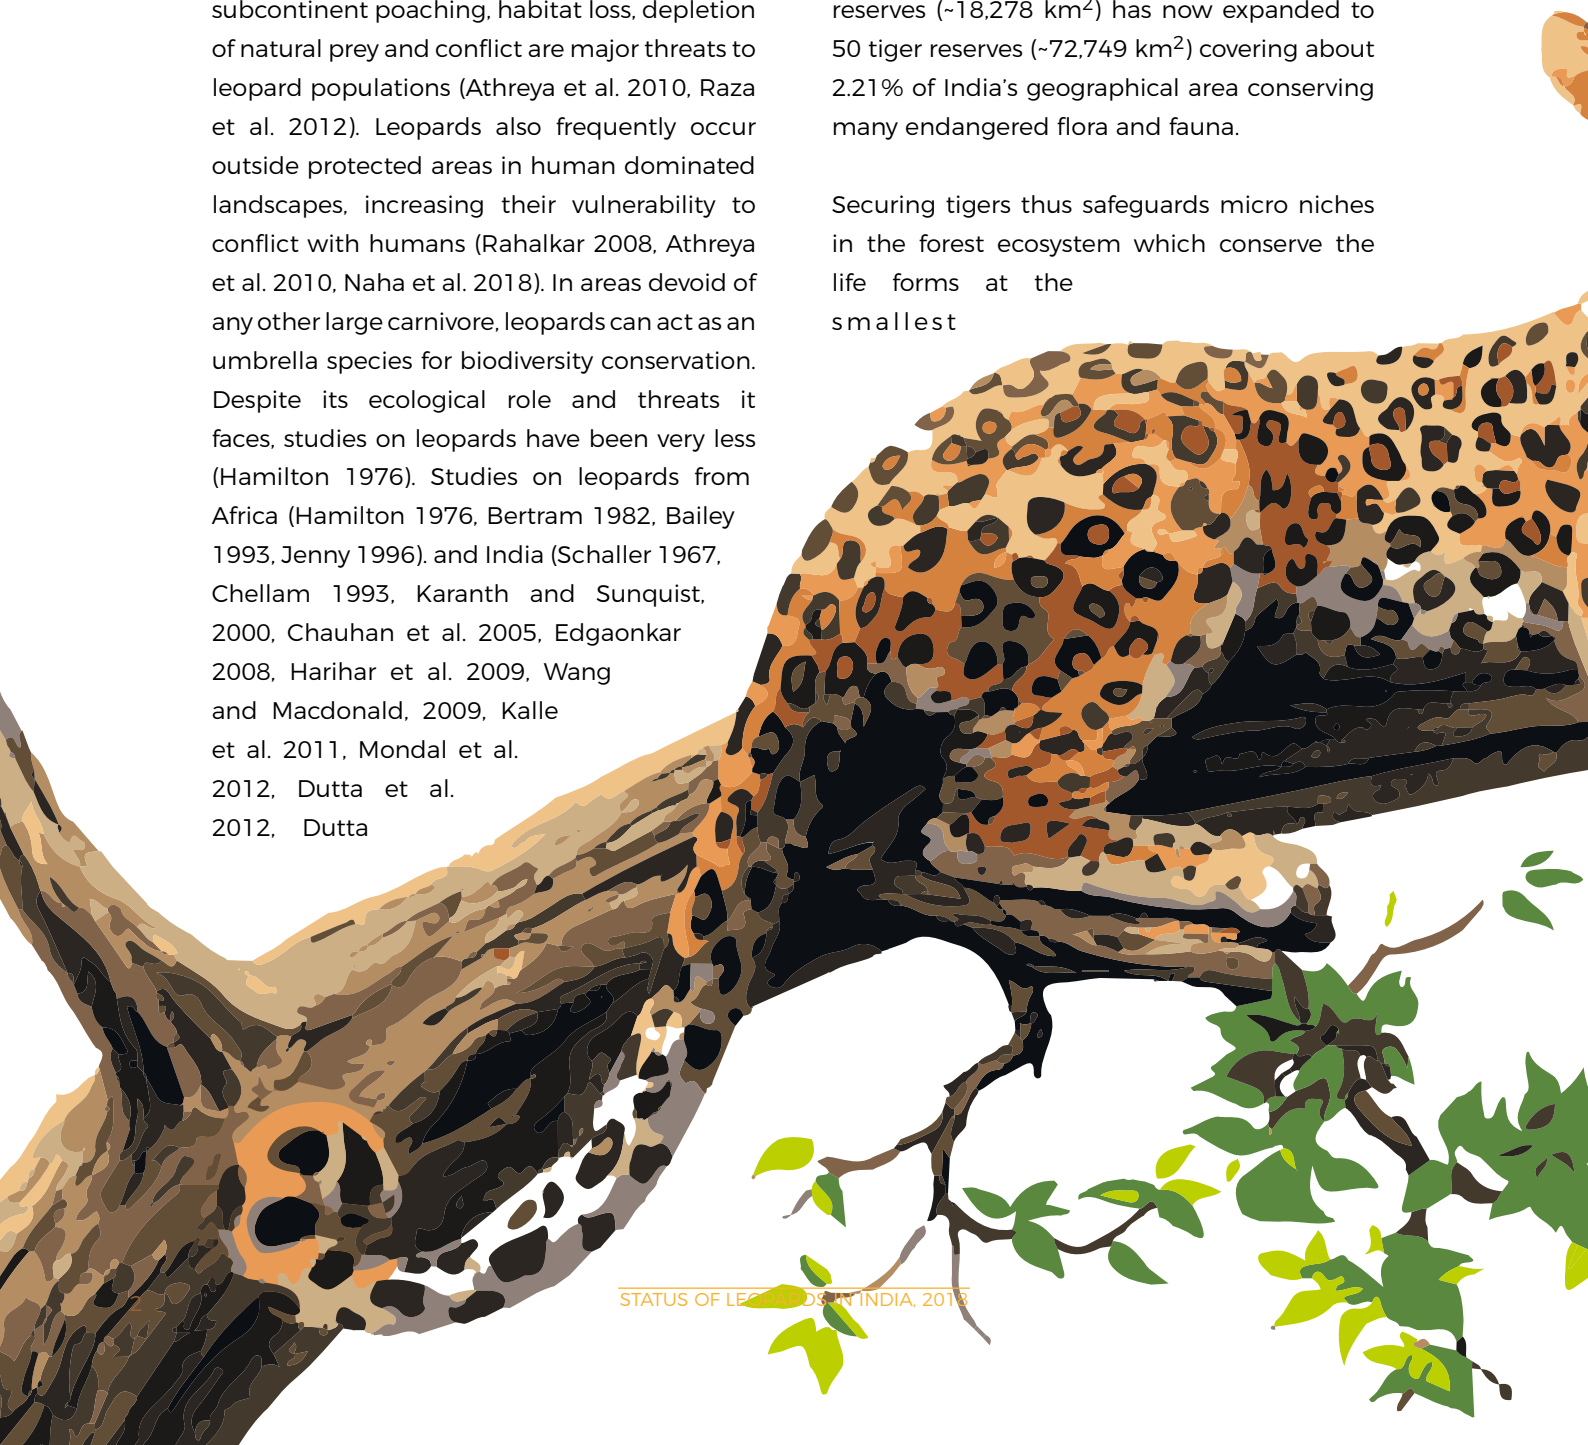 subcontinent poaching, habitat loss, depletion
of natural prey and conflict are major threats to
leopard populations (Athreya et al. 2010, Raza
et al. 2012). Leopards also frequently occur
outside protected areas in human dominated
landscapes, increasing their vulnerability to
conflict with humans (Rahalkar 2008, Athreya
et al. 2010, Naha et al. 2018). In areas devoid of
any other large carnivore, leopards can act as an
umbrella species for biodiversity conservation.
Despite its ecological role and threats it
faces, studies on leopards have been very less
(Hamilton 1976). Studies on leopards from
Africa (Hamilton 1976, Bertram 1982, Bailey
1993, Jenny 1996). and India (Schaller 1967,
Chellam 1993, Karanth and Sunquist,
2000, Chauhan et al. 2005, Edgaonkar
2008, Harihar et al. 2009, Wang
and Macdonald, 2009, Kalle
et al. 2011, Mondal et al.
2012, Dutta et al.
2012, Dutta
reserves (~18,278 km²) has now expanded to
50 tiger reserves (~72,749 km²) covering about
2.21% of India's geographical area conserving
many endangered flora and fauna.
Securing tigers thus safeguards micro niches
in the forest ecosystem which conserve the
life forms at the
smallest
2
STATUS OF LEOPARDS IN INDIA, 2018